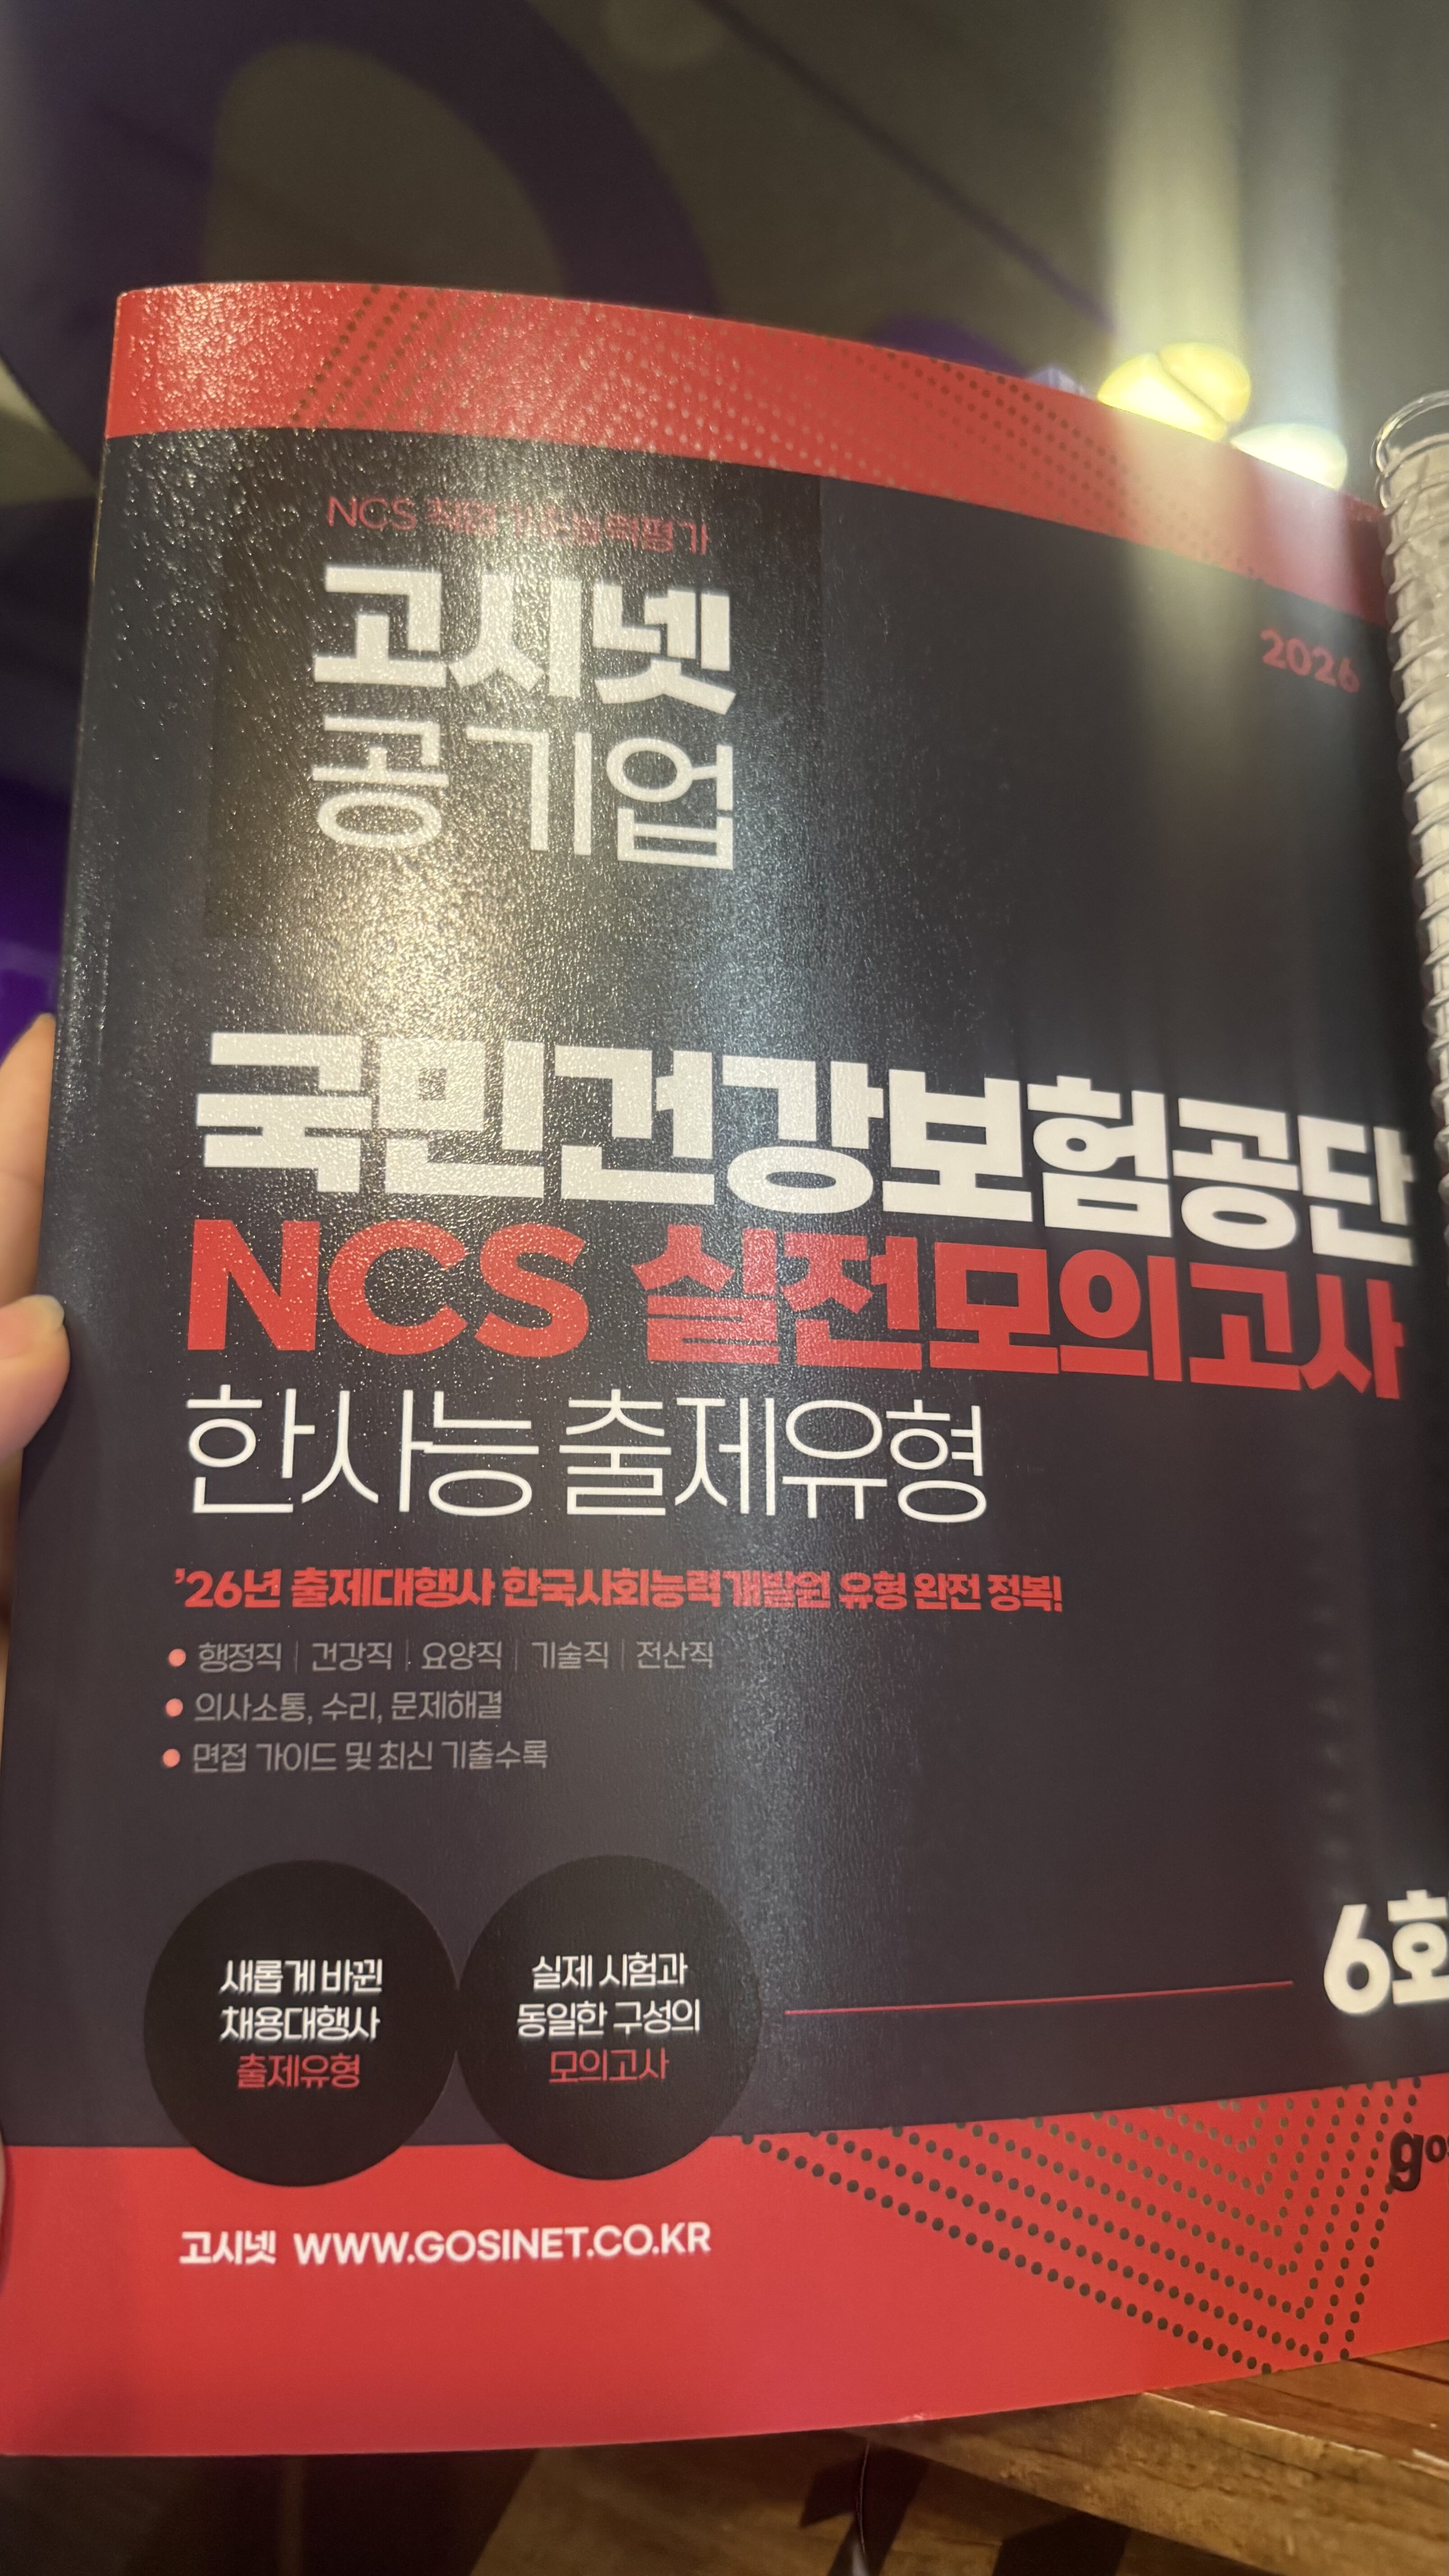 NCS 직업기초능력평가
고시넷
공기업
2026
국민건강보험공단
NCS 실전모의고사
한사능 출제유형
’26년 출제대행사 한국사회능력개발원 유형 완전 정복!
행정직 | 건강직 | 요양직 | 기술직 | 전산직
의사소통, 수리, 문제해결
면접 가이드 및 최신 기출수록
새롭게 바뀐
채용대행사
출제유형
실제 시험과
동일한 구성의
모의고사
6회
고시넷 WWW.GOSINET.CO.KR